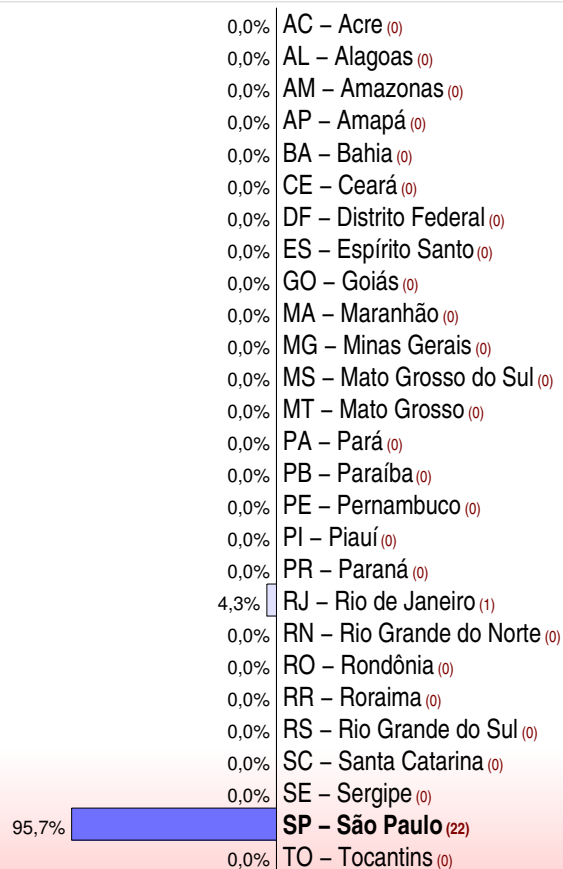 0,0% AC – Acre (0)
0,0% AL – Alagoas (0)
0,0% AM – Amazonas (0)
0,0% AP – Amapá (0)
0,0% BA – Bahia (0)
0,0% CE – Ceará (0)
0,0% DF – Distrito Federal (0)
0,0% ES – Espírito Santo (0)
0,0% GO – Goiás (0)
0,0% MA – Maranhão (0)
0,0% MG – Minas Gerais (0)
0,0% MS – Mato Grosso do Sul (0)
0,0% MT – Mato Grosso (0)
0,0% PA – Pará (0)
0,0% PB – Paraíba (0)
0,0% PE – Pernambuco (0)
0,0% PI – Piauí (0)
0,0% PR – Paraná (0)
4,3% RJ – Rio de Janeiro (1)
0,0% RN – Rio Grande do Norte (0)
0,0% RO – Rondônia (0)
0,0% RR – Roraima (0)
0,0% RS – Rio Grande do Sul (0)
0,0% SC – Santa Catarina (0)
0,0% SE – Sergipe (0)
95,7% SP – São Paulo (22)
0,0% TO – Tocantins (0)